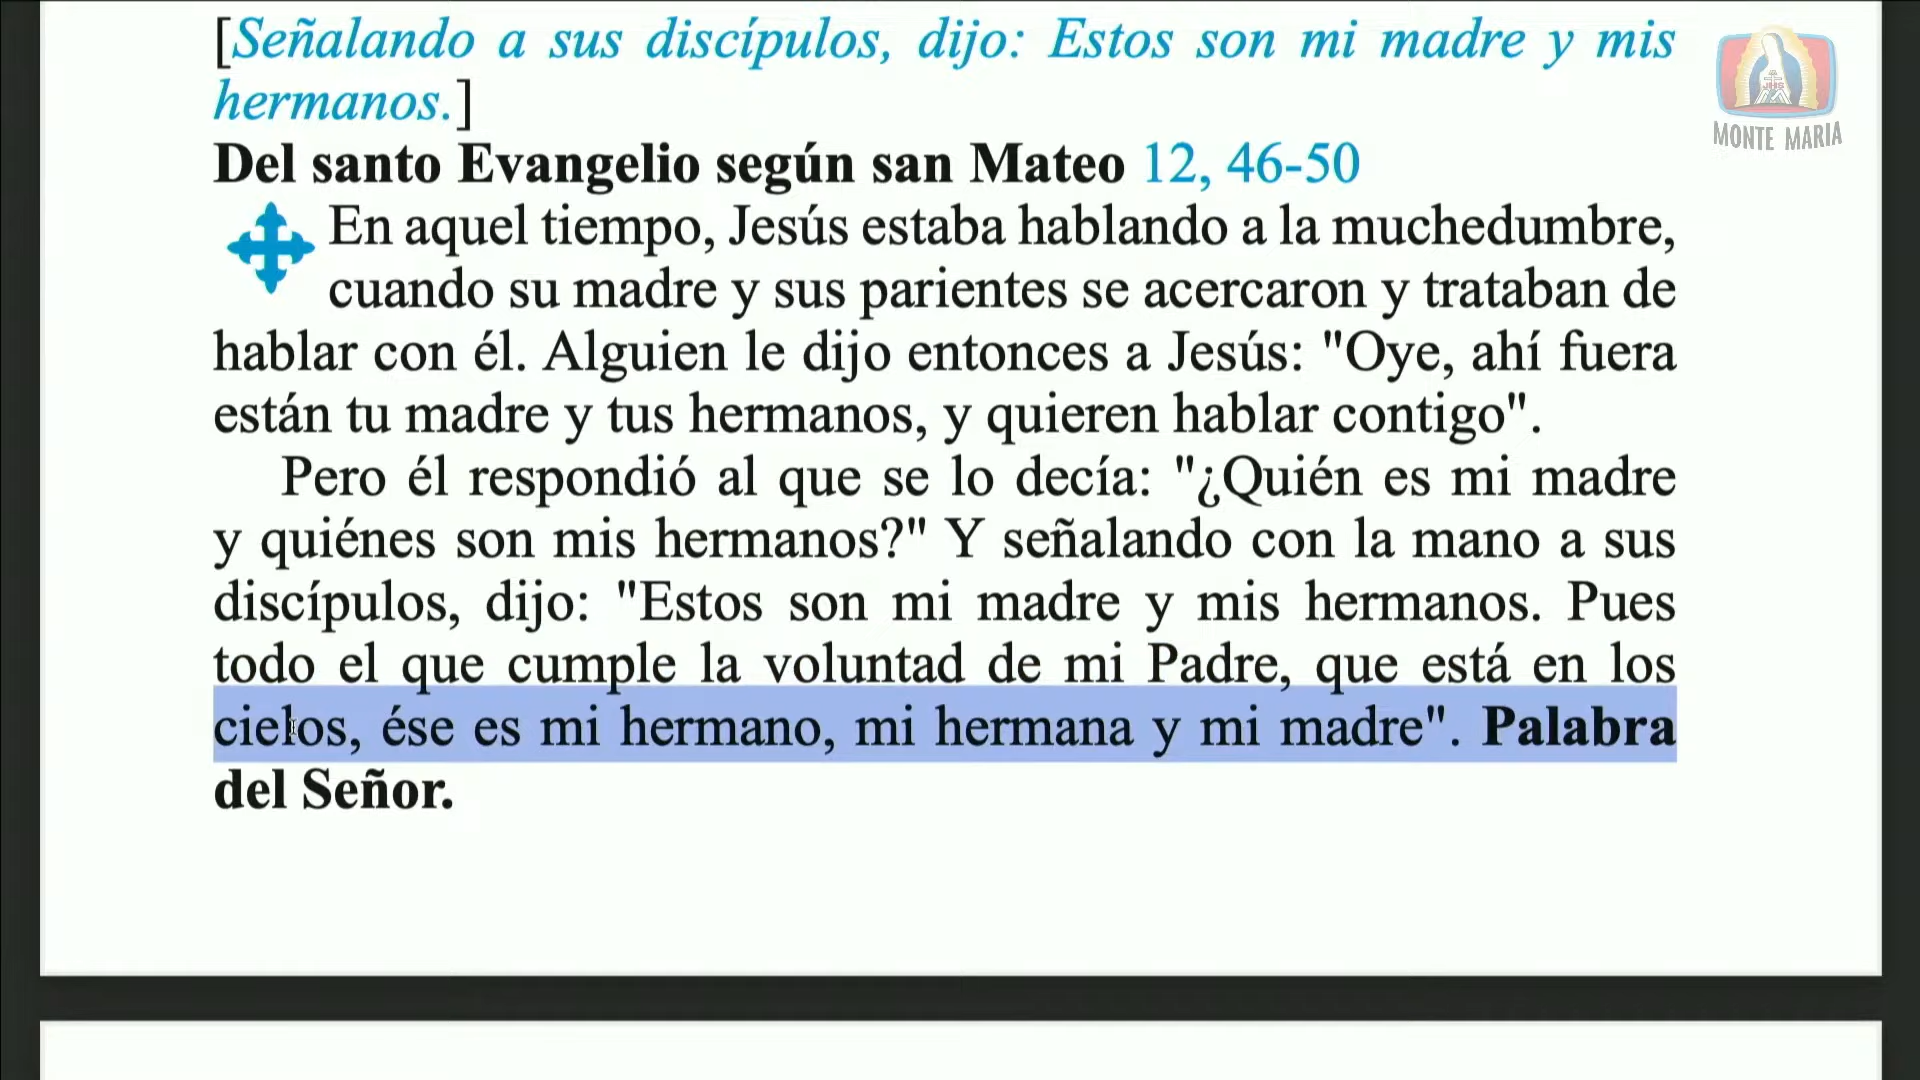 [Señalando a sus discípulos, dijo: Estos son mi madre y mis
hermanos.]
Del santo Evangelio según san Mateo 12, 46-50
En aquel tiempo, Jesús estaba hablando a la muchedumbre,
cuando su madre y sus parientes se acercaron y trataban de
hablar con él. Alguien le dijo entonces a Jesús: "Oye, ahí fuera
están tu madre y tus hermanos, y quieren hablar contigo".
Pero él respondió al que se lo decía: "¿Quién es mi madre
y quiénes son mis hermanos?" Y señalando con la mano a sus
discípulos, dijo: "Estos son mi madre y mis hermanos. Pues
todo el que cumple la voluntad de mi Padre, que está en los
cielos, ése es mi hermano, mi hermana y mi madre". Palabra
del Señor.
JHS
MONTE MARIA